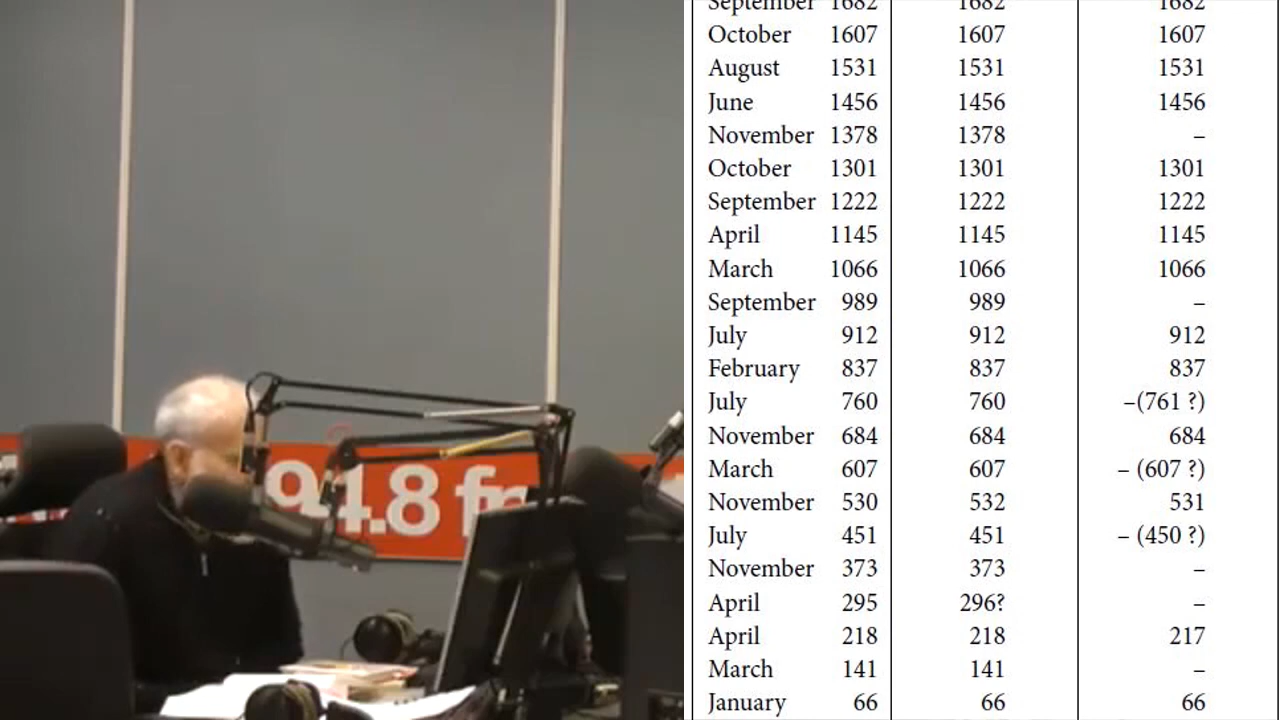 94.8 fm
September 1682 1682 1682
October 1607 1607 1607
August 1531 1531 1531
June 1456 1456 1456
November 1378 1378 –
October 1301 1301 1301
September 1222 1222 1222
April 1145 1145 1145
March 1066 1066 1066
September 989 989 –
July 912 912 912
February 837 837 837
July 760 760 –(761 ?)
November 684 684 684
March 607 607 – (607 ?)
November 530 532 531
July 451 451 – (450 ?)
November 373 373 –
April 295 296? –
April 218 218 217
March 141 141 –
January 66 66 66